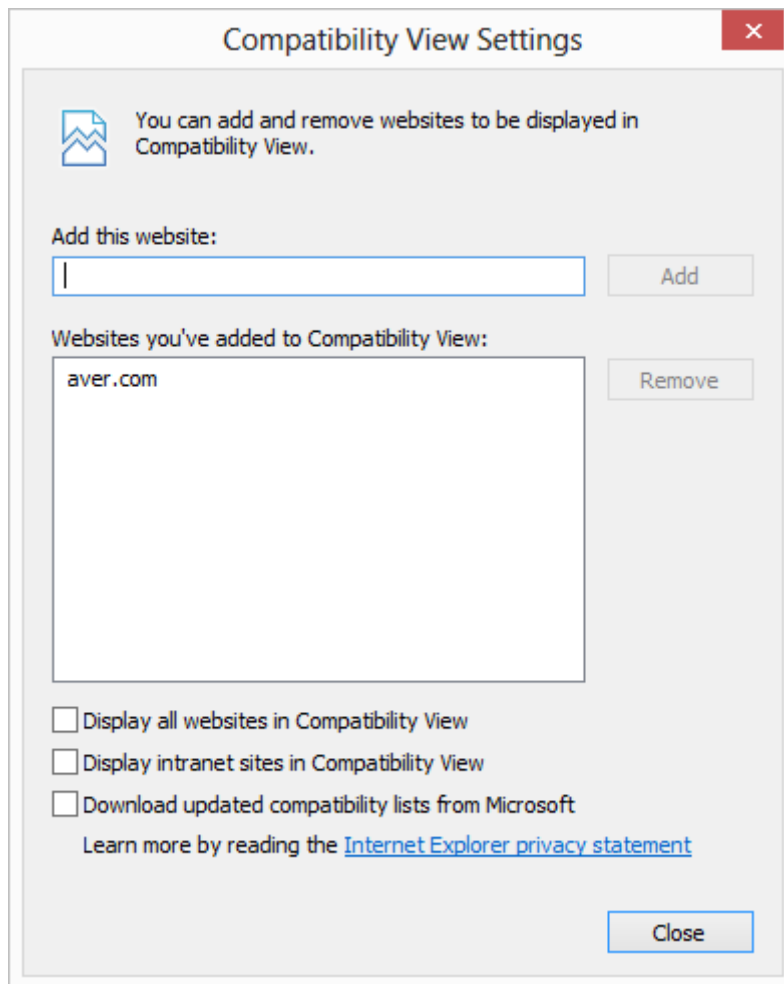 Compatibility View Settings
You can add and remove websites to be displayed in
Compatibility View.
Add this website:
Add
Websites you've added to Compatibility View:
aver.com
Remove
Display all websites in Compatibility View
Display intranet sites in Compatibility View
Download updated compatibility lists from Microsoft
Learn more by reading the Internet Explorer privacy statement
Close